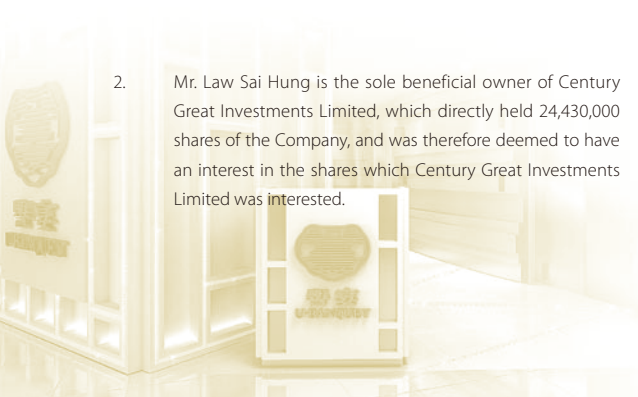 2. Mr. Law Sai Hung is the sole beneficial owner of Century
Great Investments Limited, which directly held 24,430,000
shares of the Company, and was therefore deemed to have
an interest in the shares which Century Great Investments
Limited was interested.